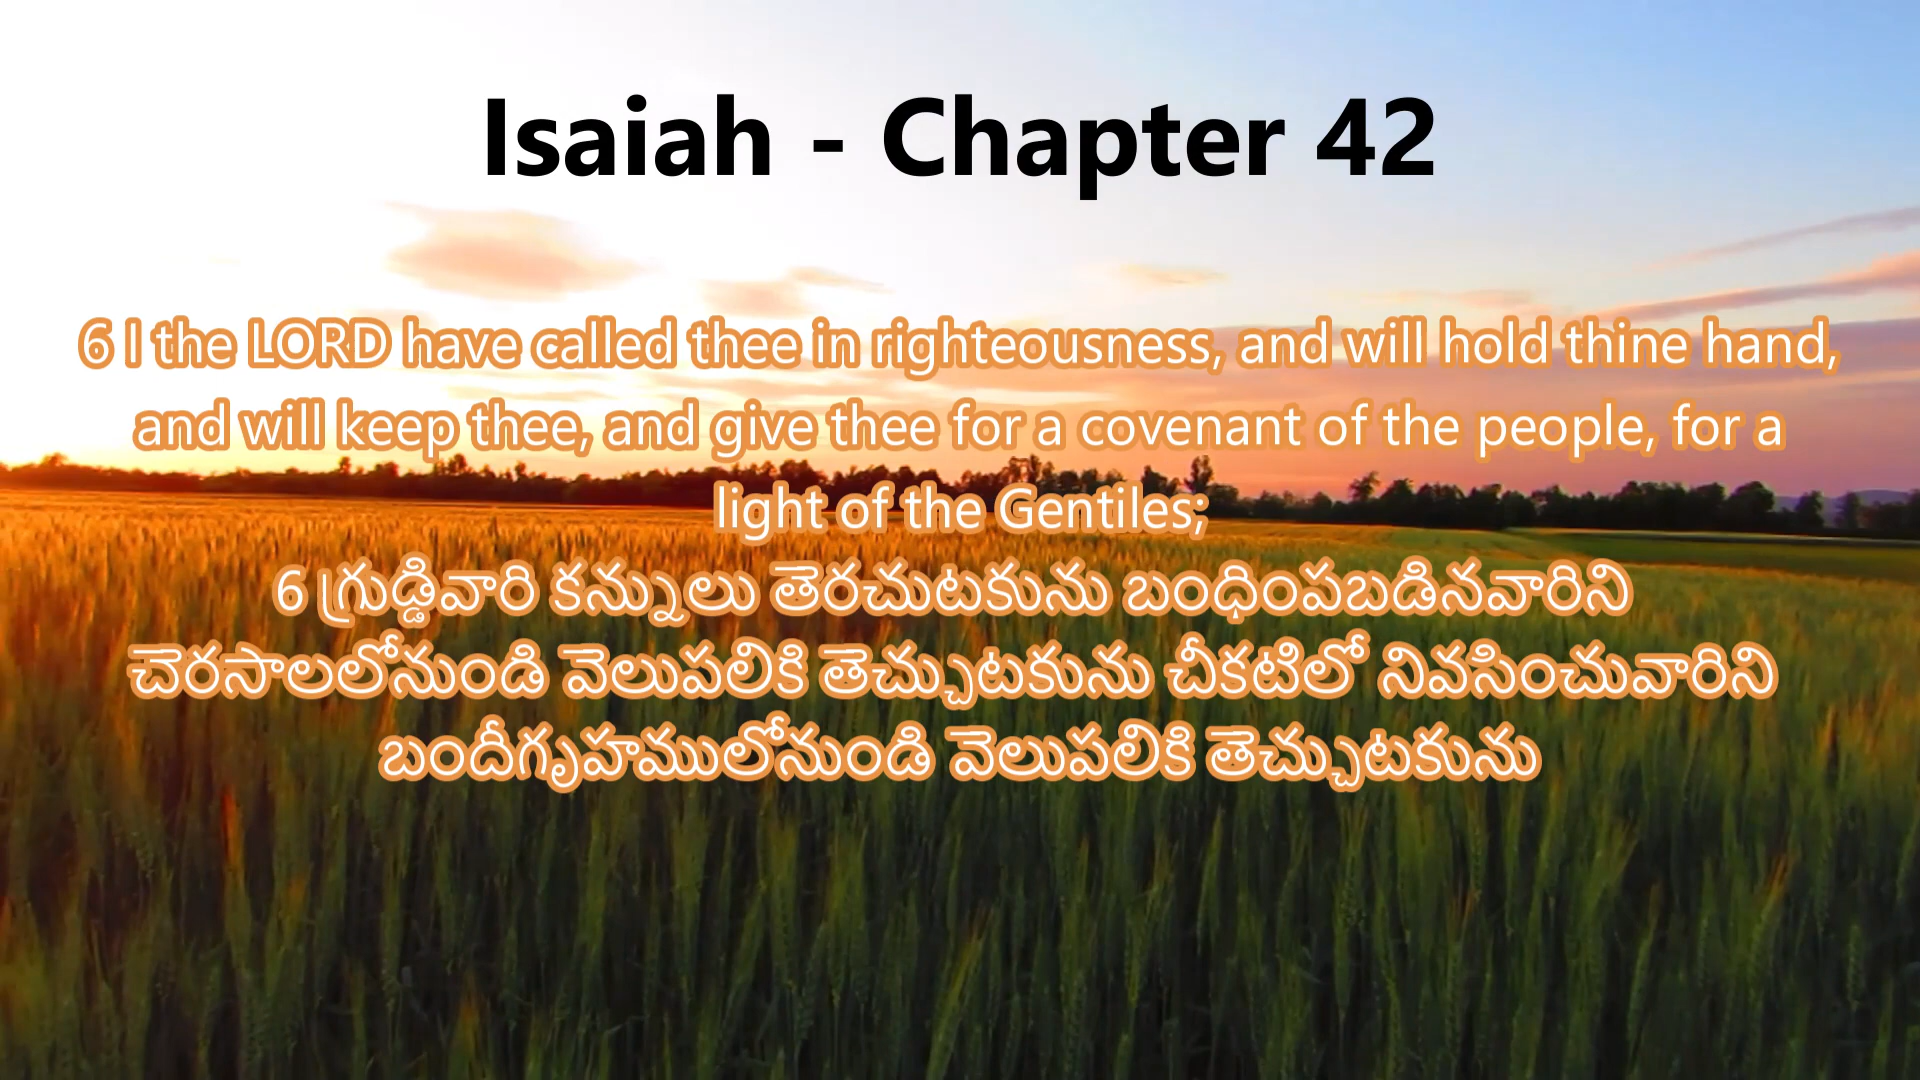 Isaiah - Chapter 42
6 I the LORD have called thee in righteousness, and will hold thine hand,
and will keep thee, and give thee for a covenant of the people, for a
light of the Gentiles;
6 గ్రుడ్డివారి కన్నులు తెరచుటకును బంధింపబడినవారిని
చెరసాలలోనుండి వెలుపలికి తెచ్చుటకును చీకటిలో నివసించువారిని
బందీగృహములోనుండి వెలుపలికి తెచ్చుటకును